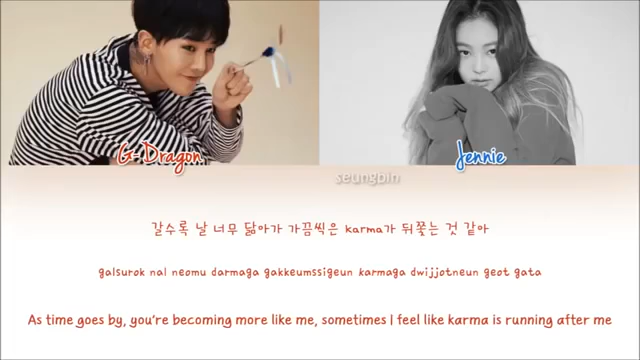 G-Dragon
Jennie
seungbin
갈수록 날 너무 닮아가 가끔씩은 karma가 뒤쫓는 것 같아
galsurok nal neomu darmaga gakkeumssigeun karmaga dwijjotneun geot gata
As time goes by, you're becoming more like me, sometimes I feel like karma is running after me